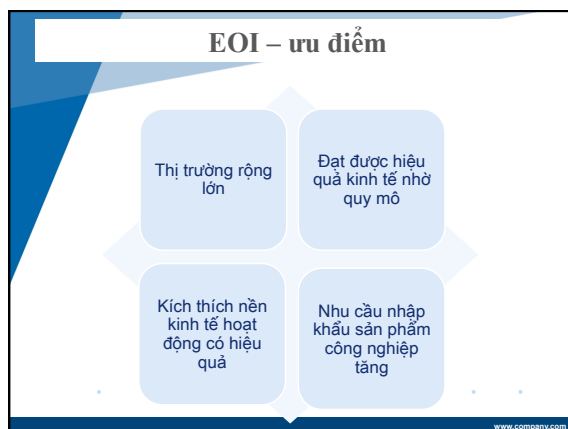 EOI – ưu điểm
Thị trường rộng
lớn
Đạt được hiệu
quả kinh tế nhờ
quy mô
Kích thích nền
kinh tế hoạt
động có hiệu
quả
Nhu cầu nhập
khẩu sản phẩm
công nghiệp
tăng
www.company.com